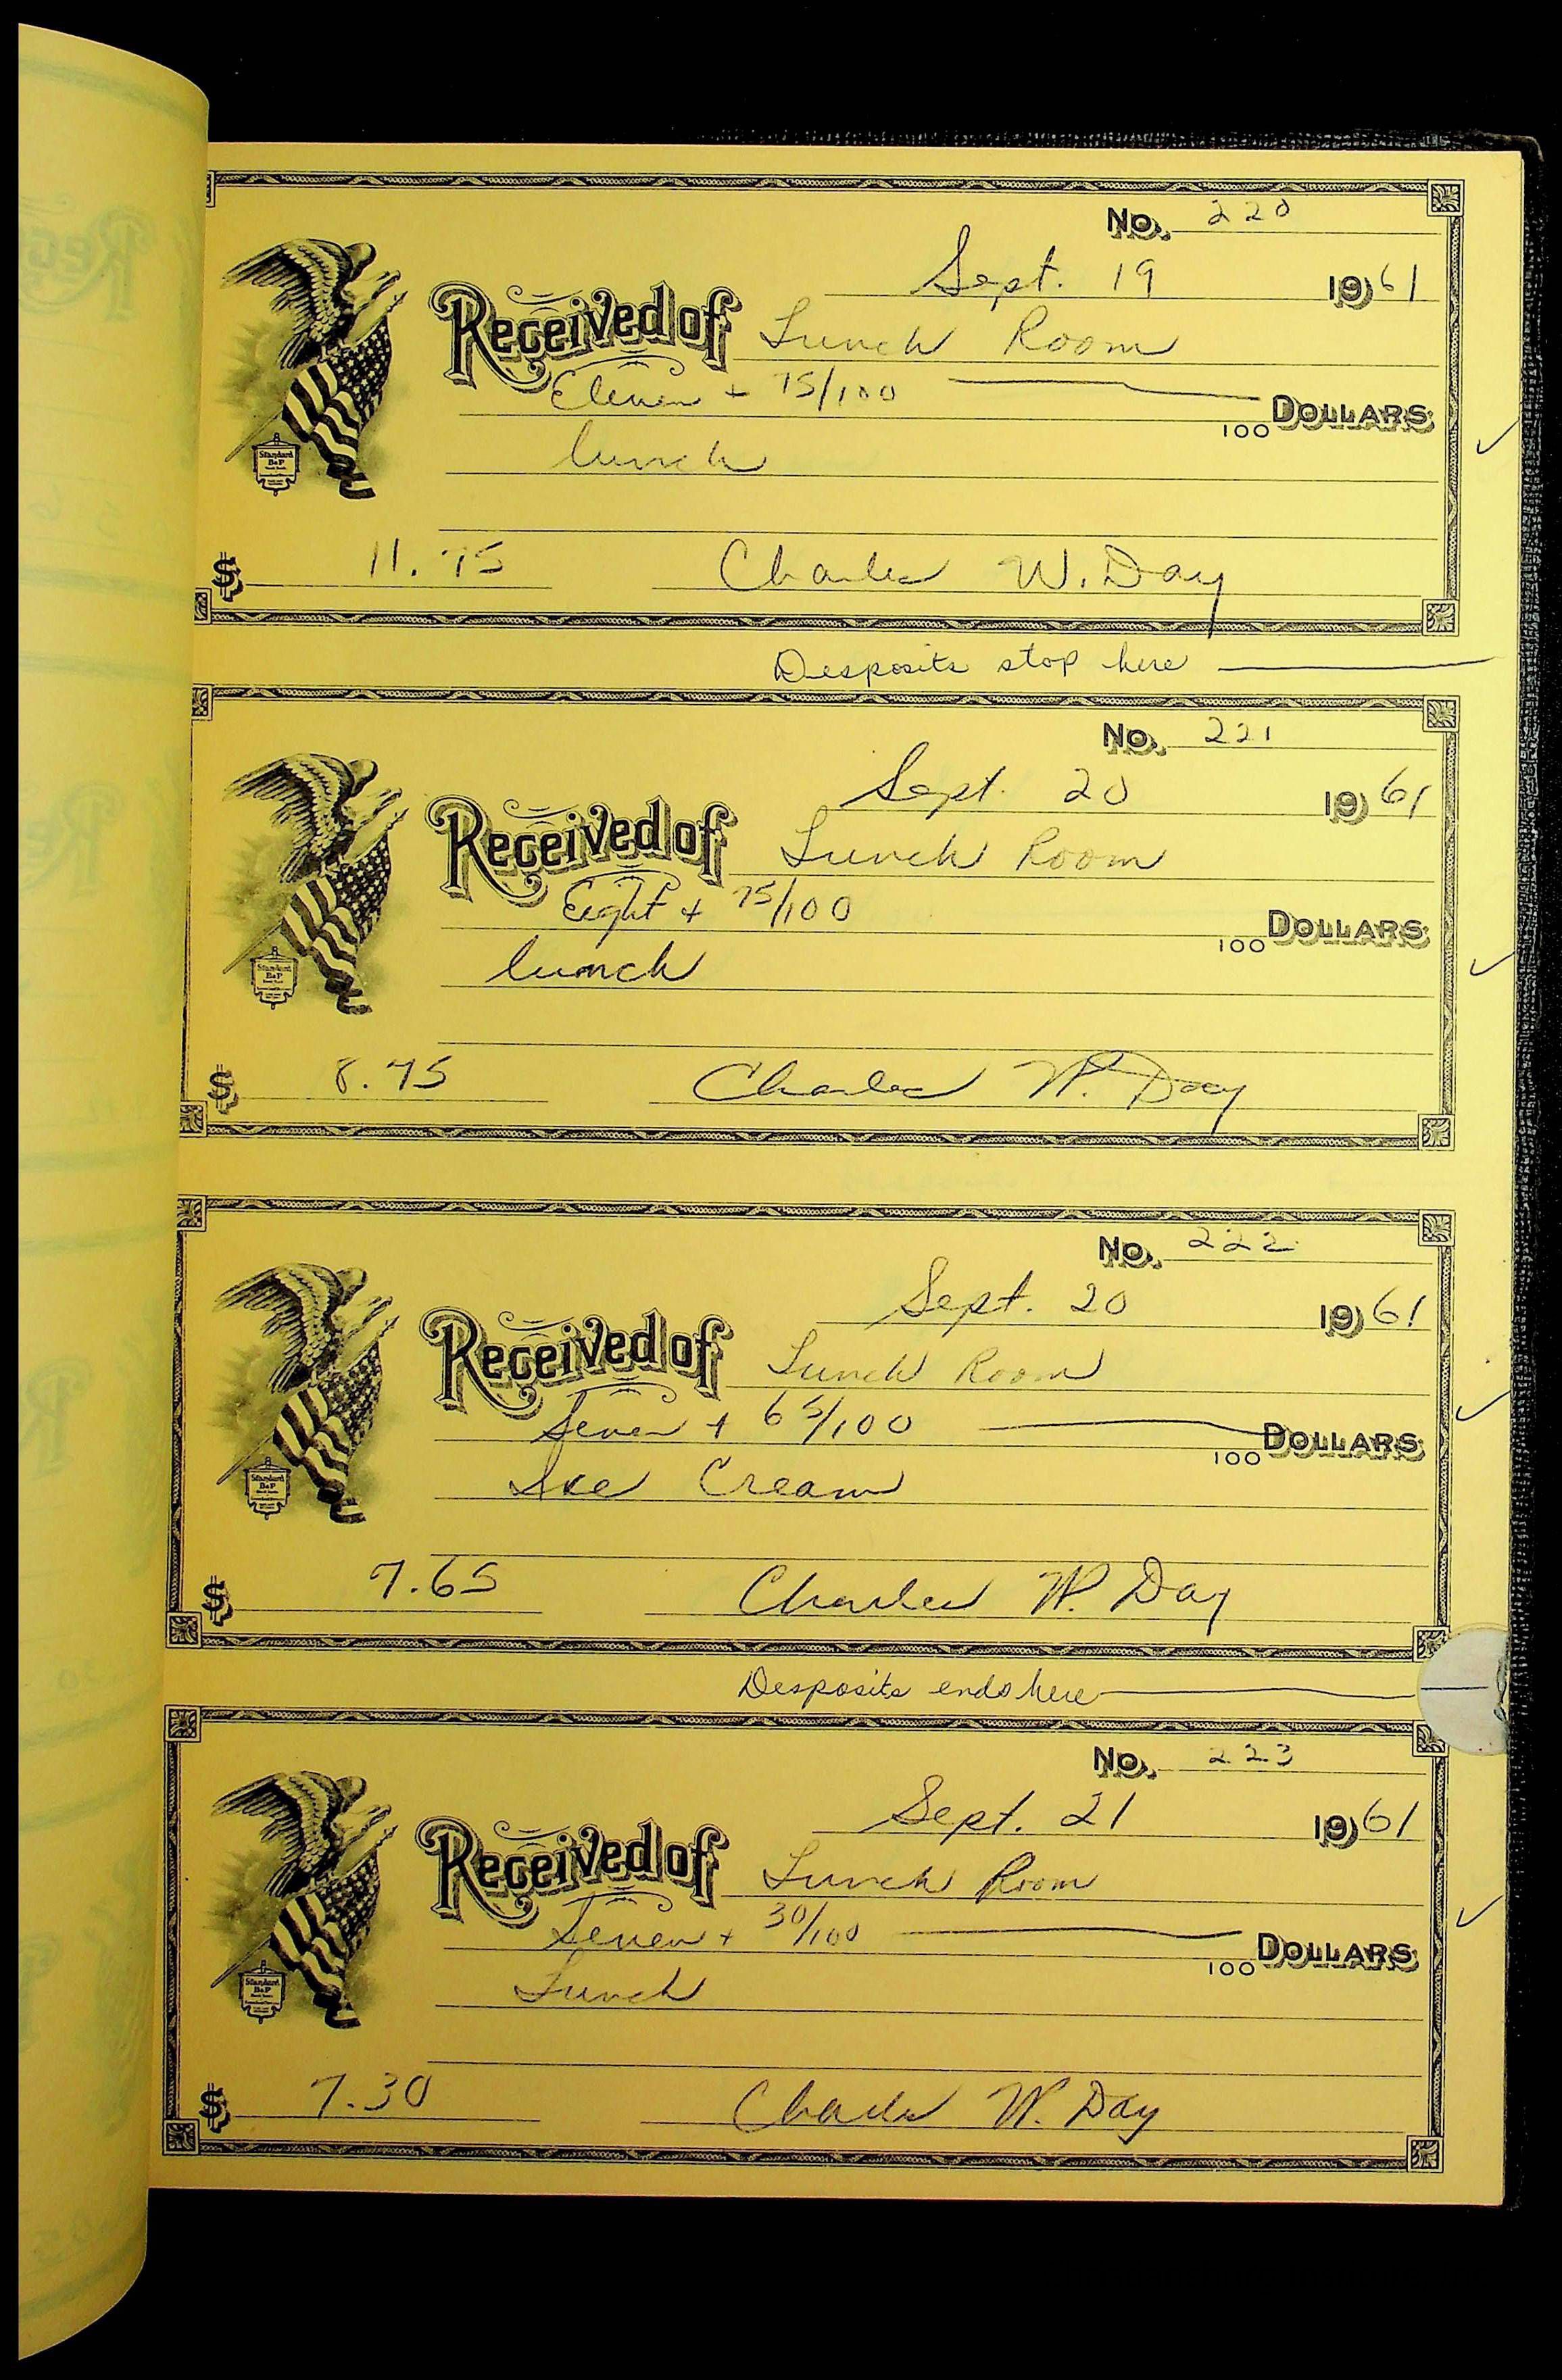 No. 220
Sept. 19 1961
Received of Lunch Room
Eleven + 75/100
100 DOLLARS
lunch
Standard
B&P
$ 11.75 Charles W. Day
Desposits stop here
No. 221
Sept. 20 1961
Received of Lunch Room
Eight + 75/100
100 DOLLARS
lunch
Standard
B&P
$ 8.75 Charles W. Day
No. 222
Sept. 20 1961
Received of Lunch Room
Seven + 65/100
100 DOLLARS
Ice Cream
Standard
B&P
$ 7.65 Charles W. Day
Desposits ends here
No. 223
Sept. 21 1961
Received of Lunch Room
Seven + 30/100
100 DOLLARS
Lunch
Standard
B&P
$ 7.30 Charles W. Day